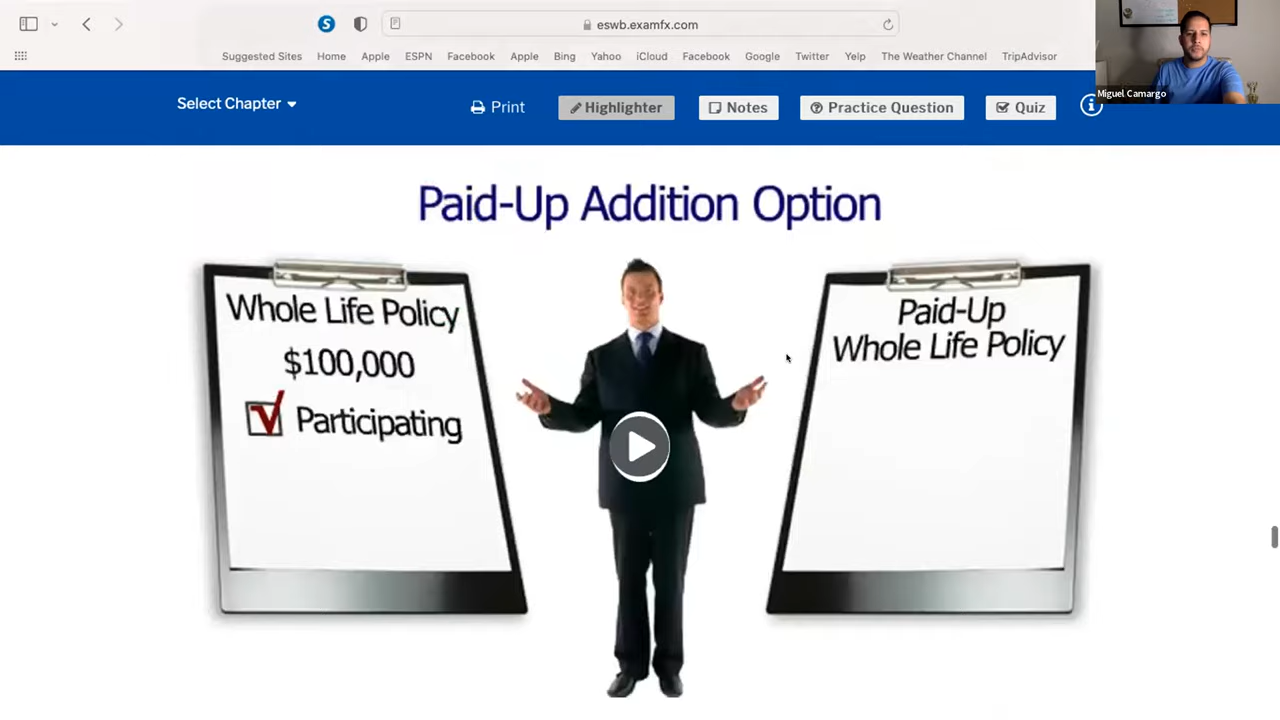 eswb.examfx.com
Suggested Sites Home Apple ESPN Facebook Apple Bing Yahoo iCloud Facebook Google Twitter Yelp The Weather Channel TripAdvisor
Miguel Camargo
Select Chapter
Print
Highlighter
Notes
Practice Question
Quiz
Paid-Up Addition Option
Whole Life Policy
$100,000
Participating
Paid-Up
Whole Life Policy